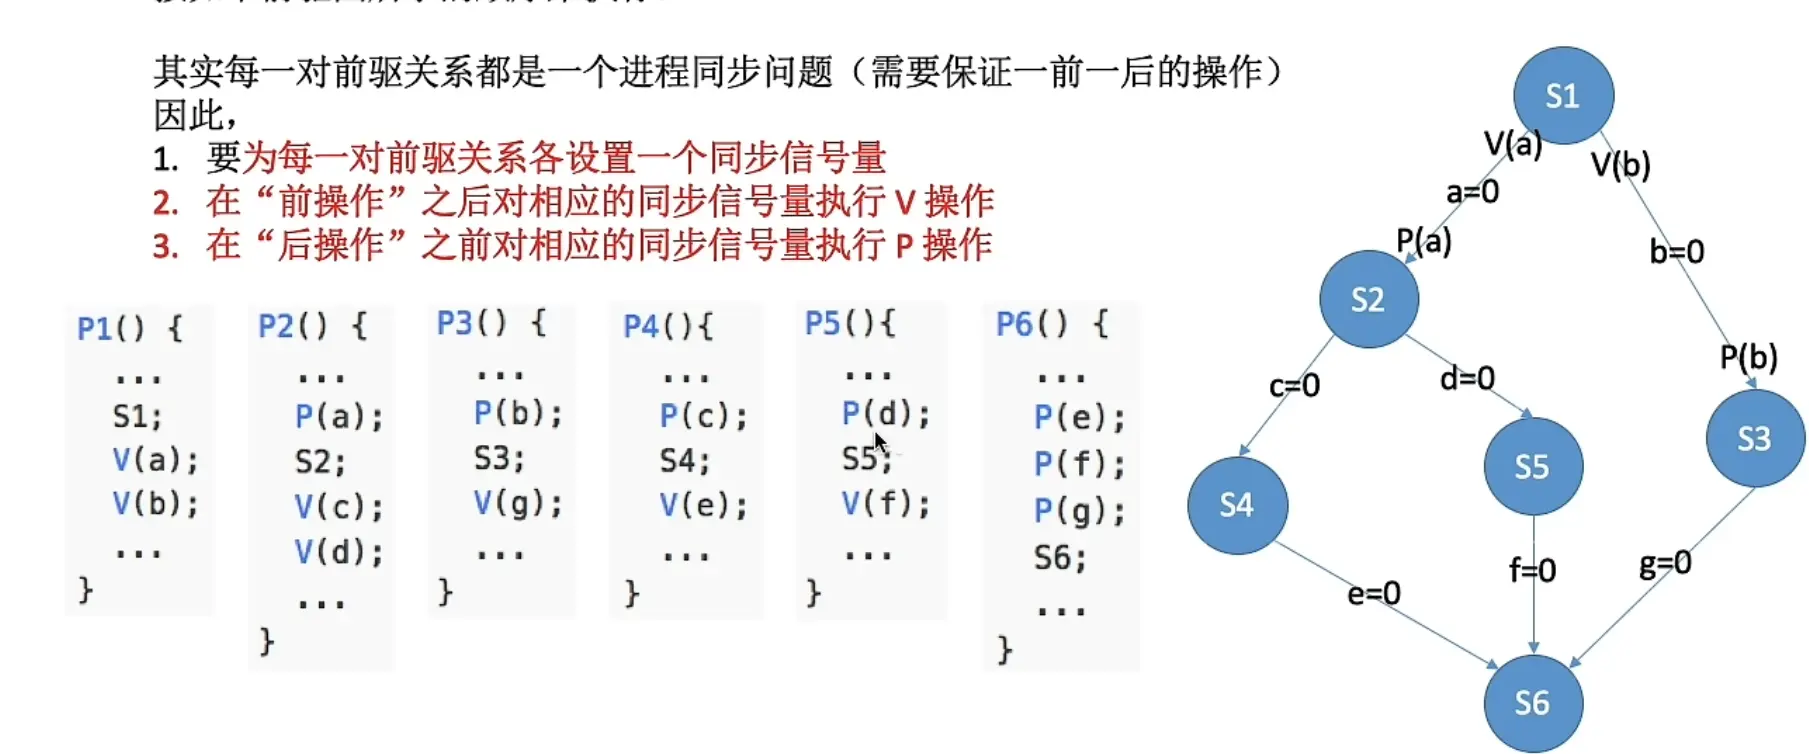 其实每一对前驱关系都是一个进程同步问题（需要保证一前一后的操作）
因此，
1. 要为每一对前驱关系各设置一个同步信号量
2. 在“前操作”之后对相应的同步信号量执行 V 操作
3. 在“后操作”之前对相应的同步信号量执行 P 操作
P1() {
...
S1;
V(a);
V(b);
...
}
P2() {
...
P(a);
S2;
V(c);
V(d);
...
}
P3() {
...
P(b);
S3;
V(g);
...
}
P4(){
...
P(c);
S4;
V(e);
...
}
P5(){
...
P(d);
S5;
V(f);
...
}
P6() {
...
P(e);
P(f);
P(g);
S6;
...
}
S1
V(a)
V(b)
a=0
P(a)
b=0
S2
P(b)
c=0
d=0
S3
S5
S4
f=0
g=0
e=0
S6